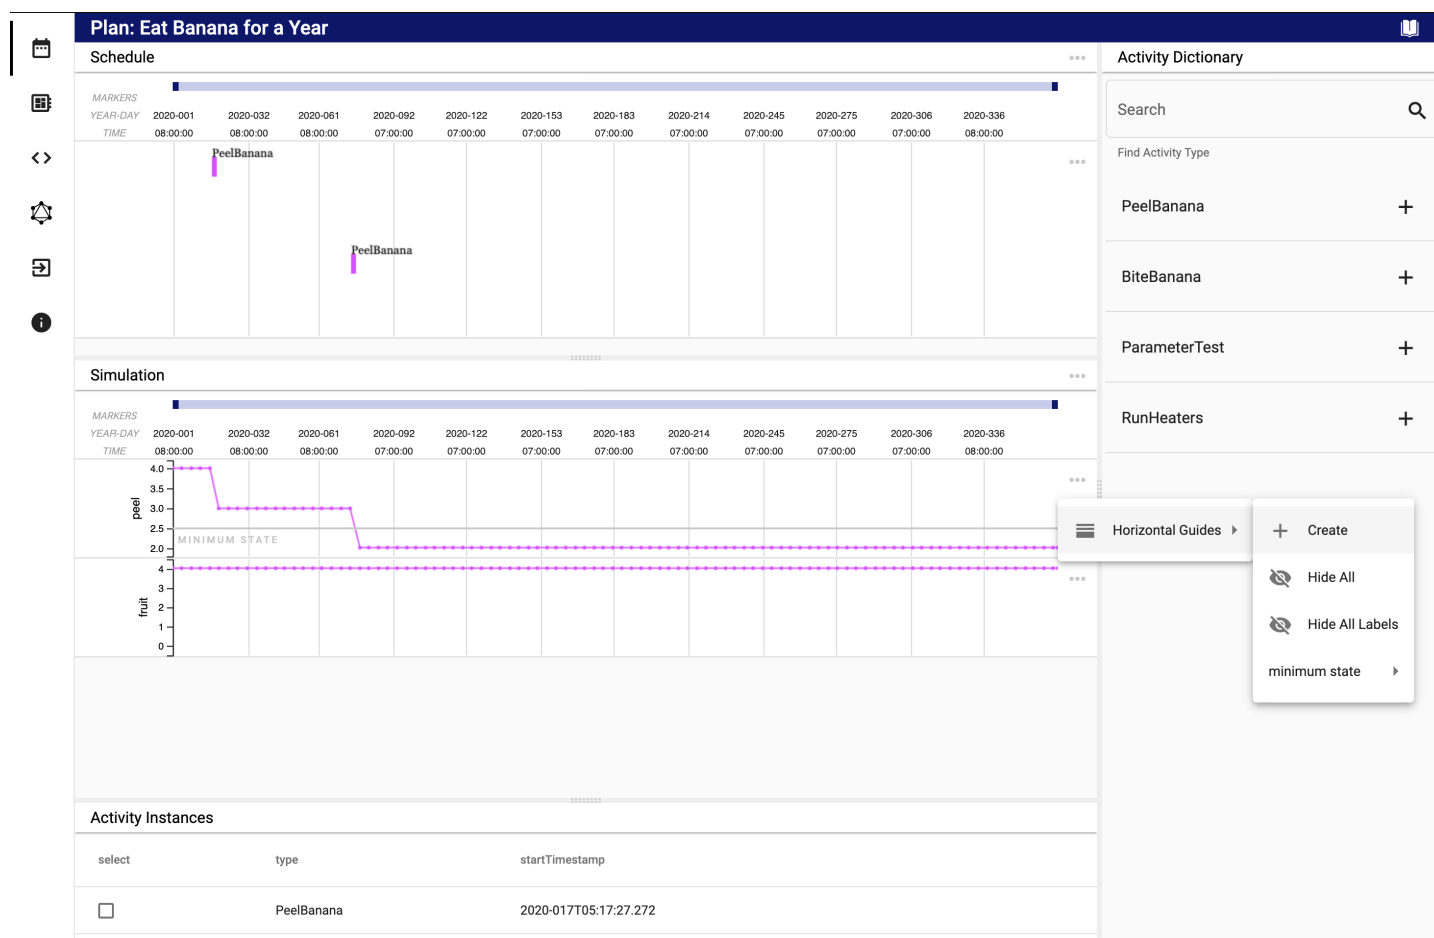 Plan: Eat Banana for a Year
Schedule
MARKERS
YEAR-DAY 2020-001 2020-032 2020-061 2020-092 2020-122 2020-153 2020-183 2020-214 2020-245 2020-275 2020-306 2020-336
TIME 08:00:00 08:00:00 08:00:00 07:00:00 07:00:00 07:00:00 07:00:00 07:00:00 07:00:00 07:00:00 07:00:00 08:00:00
PeelBanana
PeelBanana
Simulation
MARKERS
YEAR-DAY 2020-001 2020-032 2020-061 2020-092 2020-122 2020-153 2020-183 2020-214 2020-245 2020-275 2020-306 2020-336
TIME 08:00:00 08:00:00 08:00:00 07:00:00 07:00:00 07:00:00 07:00:00 07:00:00 07:00:00 07:00:00 07:00:00 08:00:00
peel
4.0
3.5
3.0
2.5
MINIMUM STATE
2.0
fruit
4
3
2
1
0
Activity Instances
select type startTimestamp
PeelBanana 2020-017T05:17:27.272
Activity Dictionary
Search
Find Activity Type
PeelBanana
BiteBanana
ParameterTest
RunHeaters
Horizontal Guides
Create
Hide All
Hide All Labels
minimum state